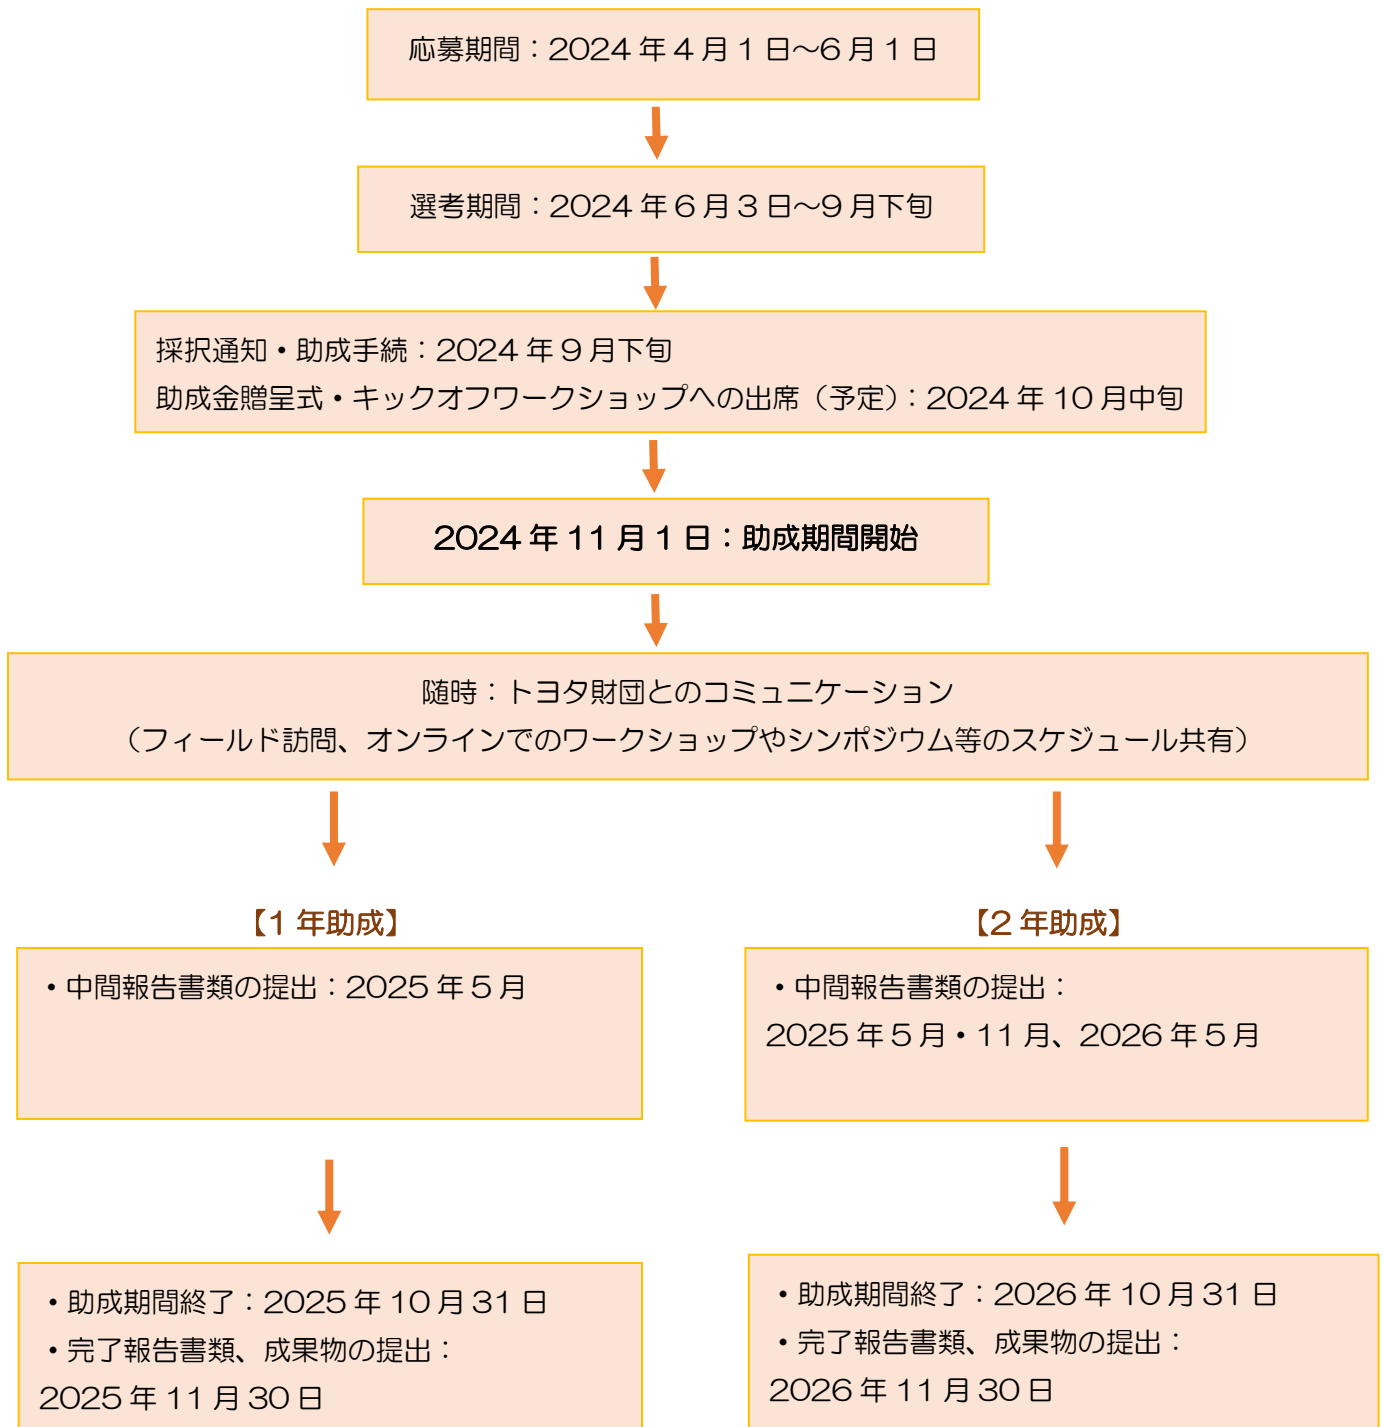 応募期間：2024年4月1日～6月1日
選考期間：2024年6月3日～9月下旬
採択通知・助成手続：2024年9月下旬
助成金贈呈式・キックオフワークショップへの出席（予定）：2024年10月中旬
2024年11月1日：助成期間開始
随時：トヨタ財団とのコミュニケーション
（フィールド訪問、オンラインでのワークショップやシンポジウム等のスケジュール共有）
【1年助成】
・中間報告書類の提出：2025年5月
・助成期間終了：2025年10月31日
・完了報告書類、成果物の提出：
2025年11月30日
【2年助成】
・中間報告書類の提出：
2025年5月・11月、2026年5月
・助成期間終了：2026年10月31日
・完了報告書類、成果物の提出：
2026年11月30日